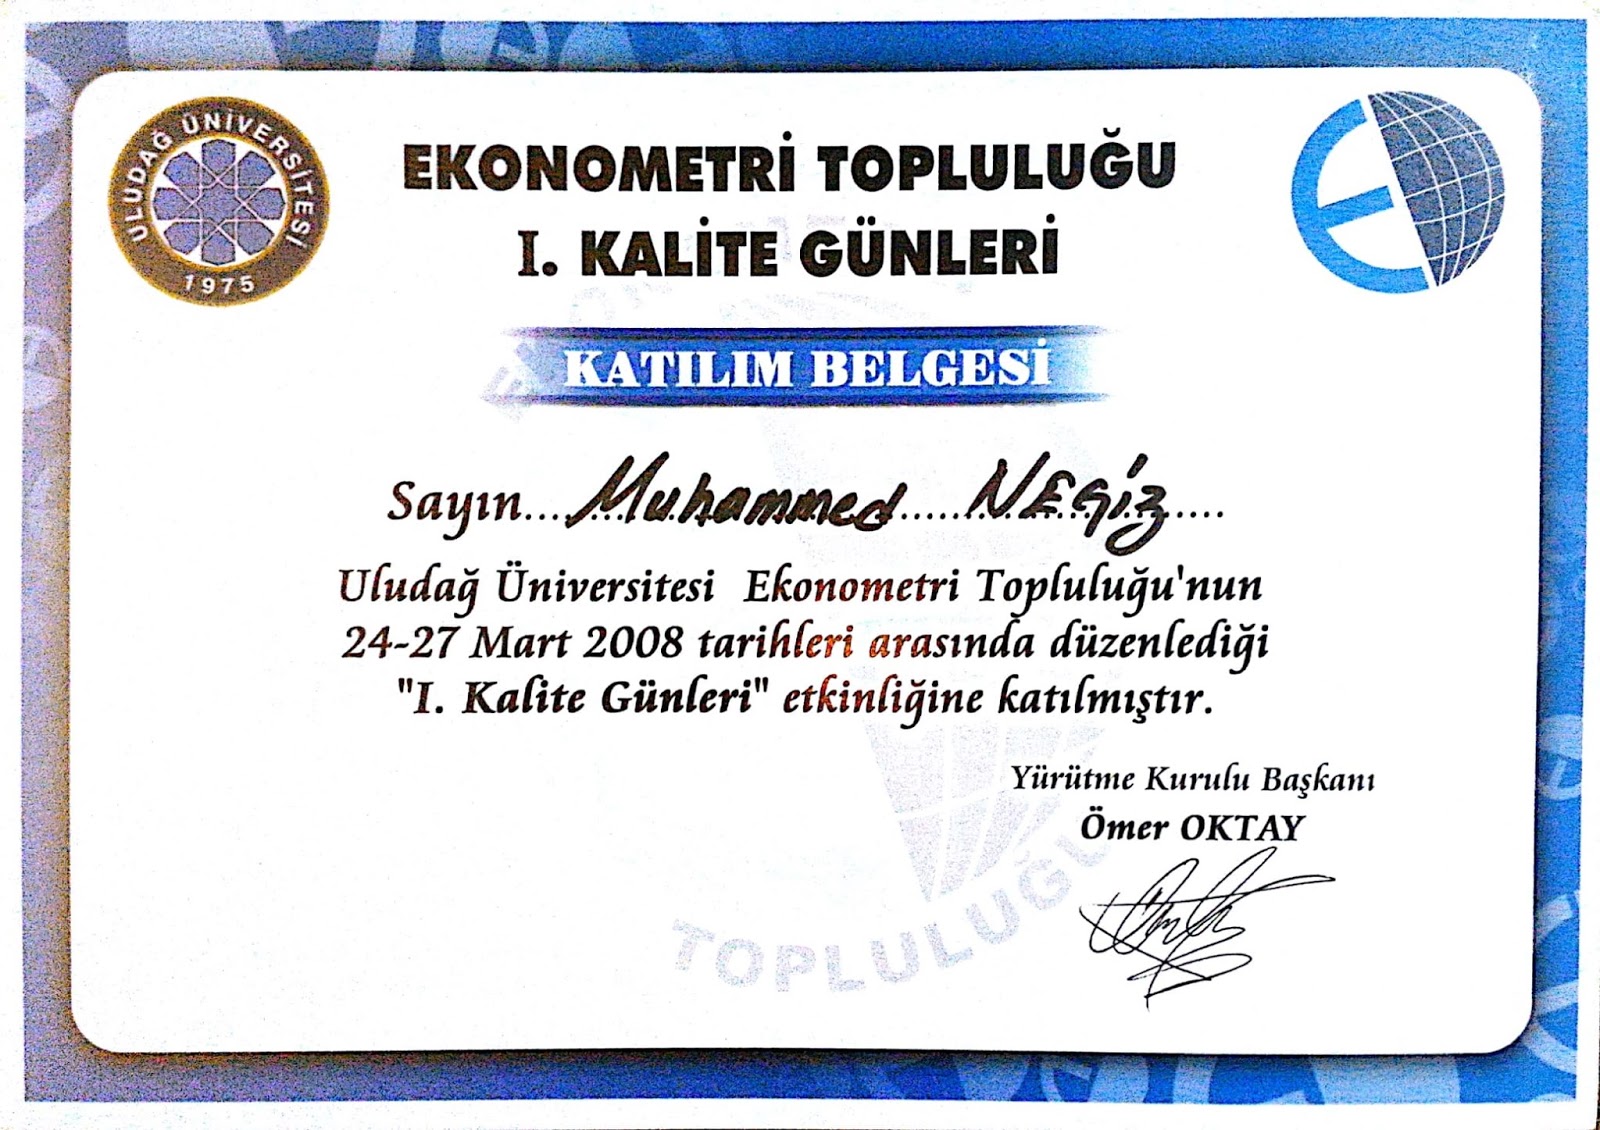 ULUDAĞ ÜNİVERSİTESİ
1975
EKONOMETRİ TOPLULUĞU
I. KALİTE GÜNLERİ
KATILIM BELGESİ
Sayın....Muhammed.....NEGİZ....
Uludağ Üniversitesi Ekonometri Topluluğu'nun
24-27 Mart 2008 tarihleri arasında düzenlediği
"I. Kalite Günleri" etkinliğine katılmıştır.
Yürütme Kurulu Başkanı
Ömer OKTAY
TOPLULUĞU